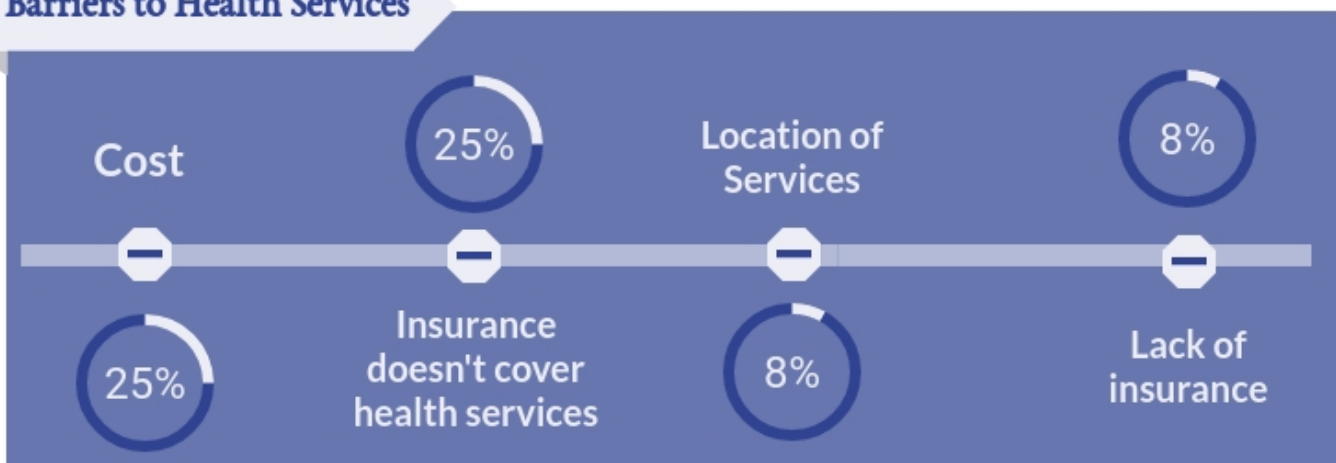 Barriers to Health Services
Cost
25%
25%
Insurance
doesn't cover
health services
Location of
Services
8%
8%
Lack of
insurance